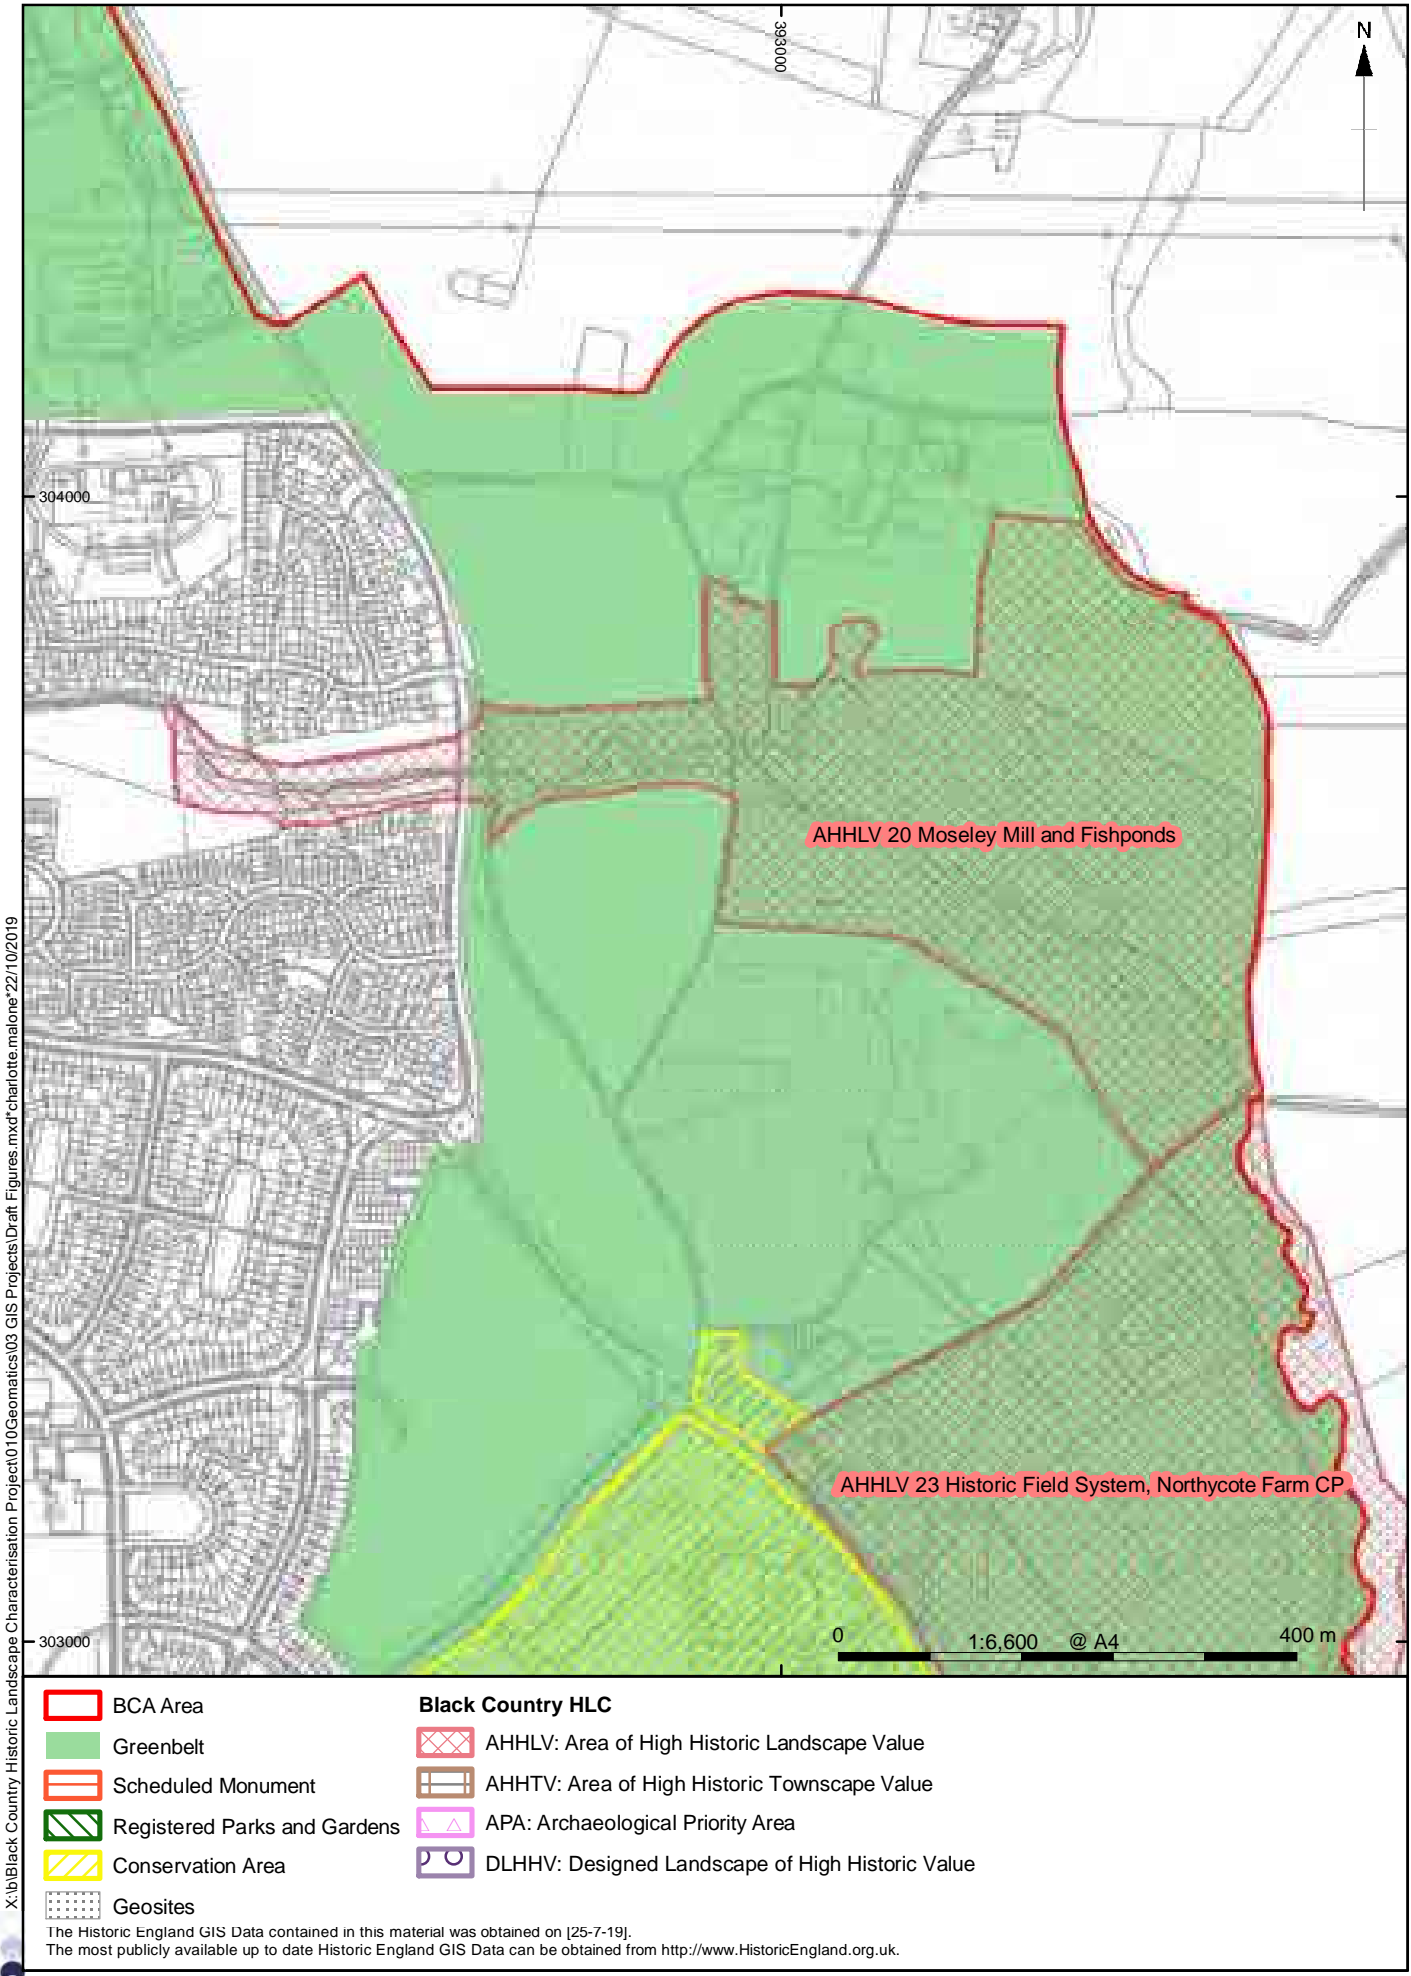 393000
N
304000
AHHLV 20 Moseley Mill and Fishponds
AHHLV 23 Historic Field System, Northycote Farm CP
303000
0
1:6,600 @ A4
400 m
X:\b\Black Country Historic Landscape Characterisation Project\010Geomatics\03 GIS Projects\Draft Figures.mxd*charlotte.malone*22/10/2019
BCA Area
Greenbelt
Scheduled Monument
Registered Parks and Gardens
Conservation Area
Geosites
Black Country HLC
AHHLV: Area of High Historic Landscape Value
AHHTV: Area of High Historic Townscape Value
APA: Archaeological Priority Area
DLHHV: Designed Landscape of High Historic Value
The Historic England GIS Data contained in this material was obtained on [25-7-19].
The most publicly available up to date Historic England GIS Data can be obtained from http://www.HistoricEngland.org.uk.